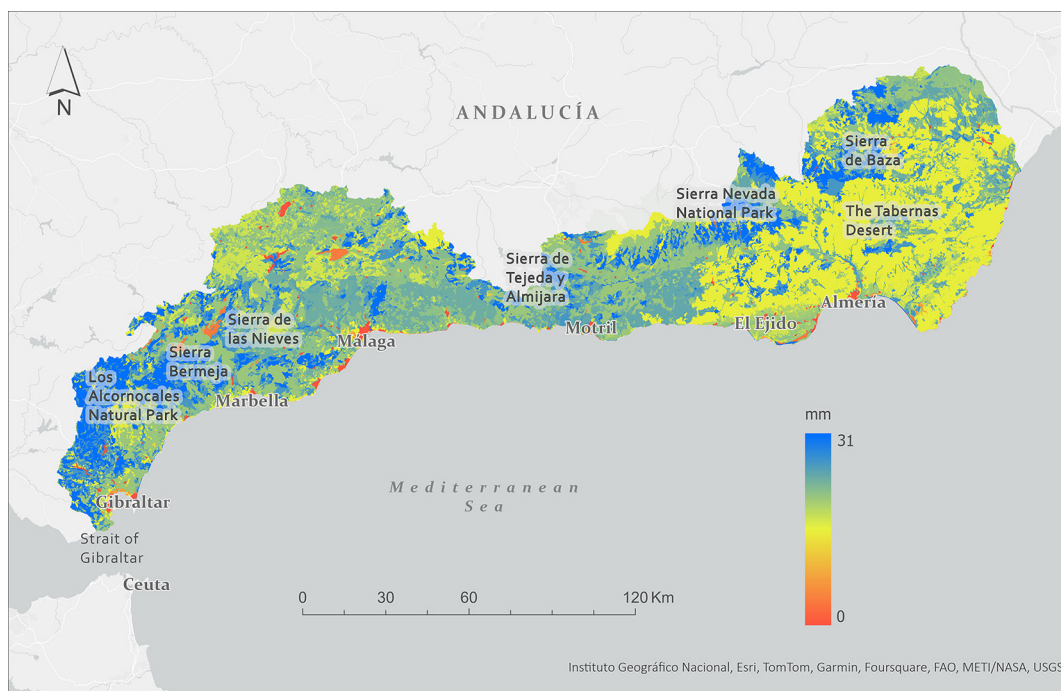 N
ANDALUCÍA
Sierra
de Baza
Sierra Nevada
National Park
The Tabernas
Desert
Sierra de
Tejeda y
Almijara
Almería
El Ejido
Motril
Sierra de
las Nieves
Málaga
Sierra
Bermeja
Los
Alcornocales
Natural Park
Marbella
mm
31
0
Mediterranean
Sea
Gibraltar
Strait of
Gibraltar
Ceuta
0 30 60 120 Km
Instituto Geográfico Nacional, Esri, TomTom, Garmin, Foursquare, FAO, METI/NASA, USGS